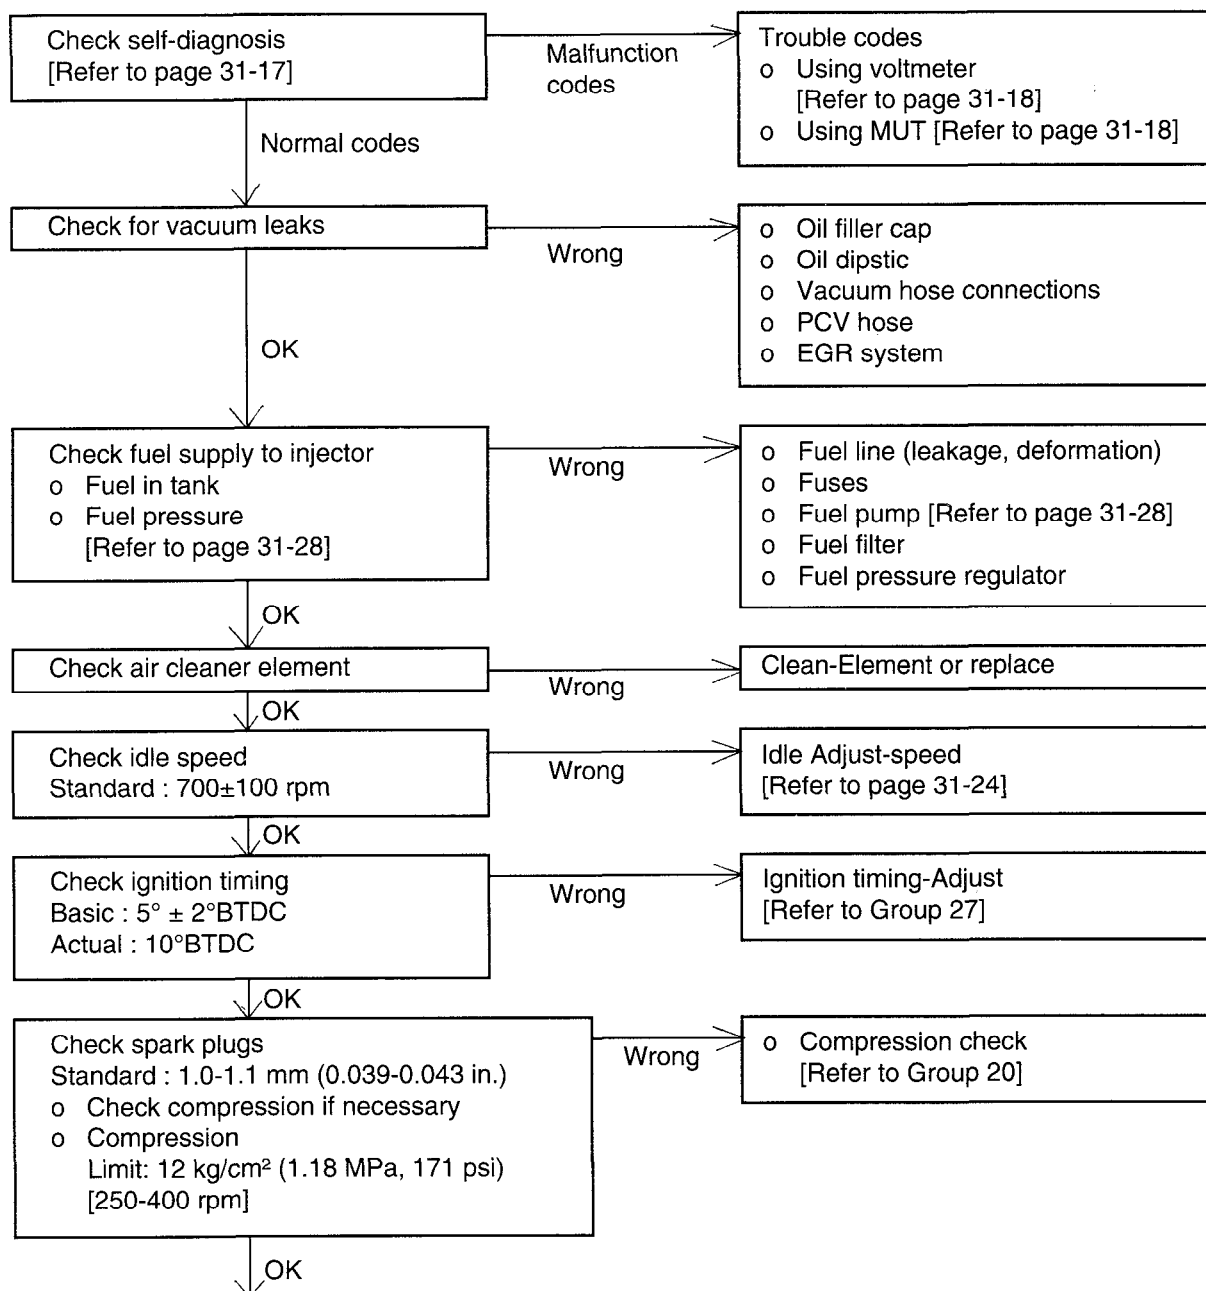 Check self-diagnosis
[Refer to page 31-17]
Malfunction
codes
Trouble codes
o Using voltmeter
[Refer to page 31-18]
o Using MUT [Refer to page 31-18]
Normal codes
Check for vacuum leaks
Wrong
o Oil filler cap
o Oil dipstic
o Vacuum hose connections
o PCV hose
o EGR system
OK
Check fuel supply to injector
o Fuel in tank
o Fuel pressure
[Refer to page 31-28]
Wrong
o Fuel line (leakage, deformation)
o Fuses
o Fuel pump [Refer to page 31-28]
o Fuel filter
o Fuel pressure regulator
OK
Check air cleaner element
Wrong
Clean-Element or replace
OK
Check idle speed
Standard : 700±100 rpm
Wrong
Idle Adjust-speed
[Refer to page 31-24]
OK
Check ignition timing
Basic : 5° ± 2°BTDC
Actual : 10°BTDC
Wrong
Ignition timing-Adjust
[Refer to Group 27]
OK
Check spark plugs
Standard : 1.0-1.1 mm (0.039-0.043 in.)
o Check compression if necessary
o Compression
Limit: 12 kg/cm² (1.18 MPa, 171 psi)
[250-400 rpm]
Wrong
o Compression check
[Refer to Group 20]
OK